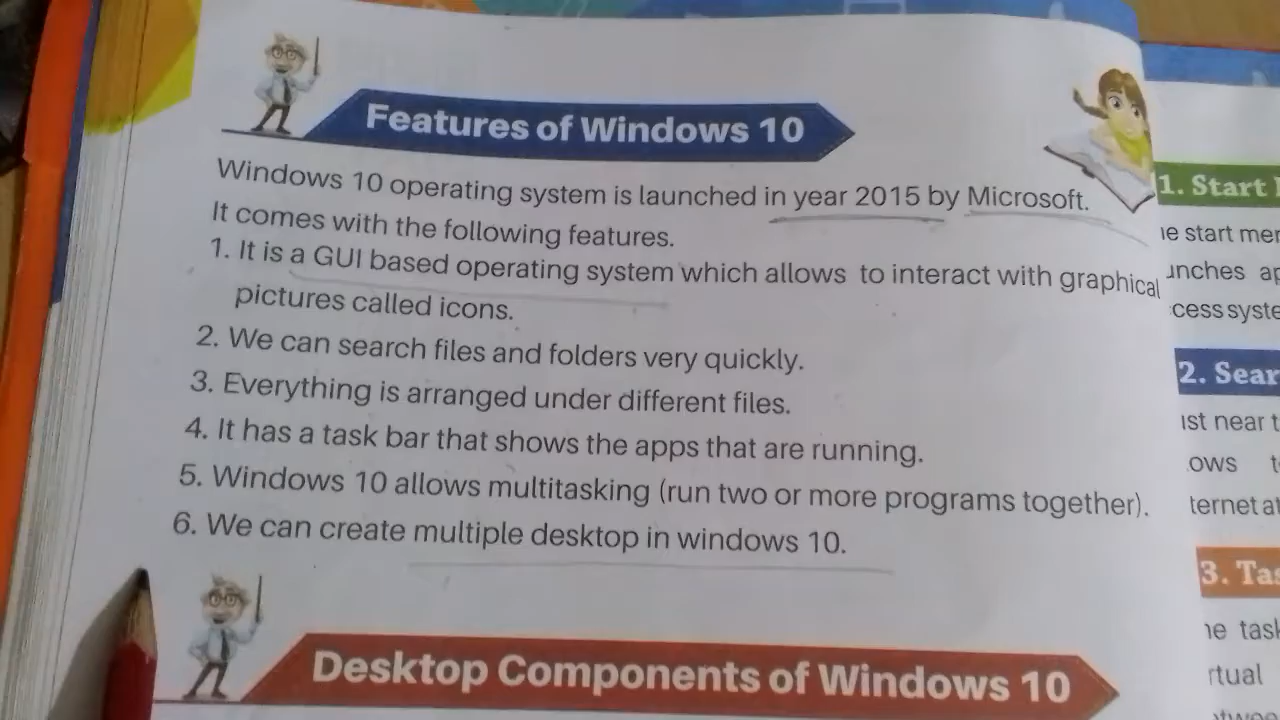 Features of Windows 10
Windows 10 operating system is launched in year 2015 by Microsoft.
It comes with the following features.
1. It is a GUI based operating system which allows to interact with graphical
pictures called icons.
2. We can search files and folders very quickly.
3. Everything is arranged under different files.
4. It has a task bar that shows the apps that are running.
5. Windows 10 allows multitasking (run two or more programs together).
6. We can create multiple desktop in windows 10.
Desktop Components of Windows 10
1. Start
start
2. Sear
near
3. Tas